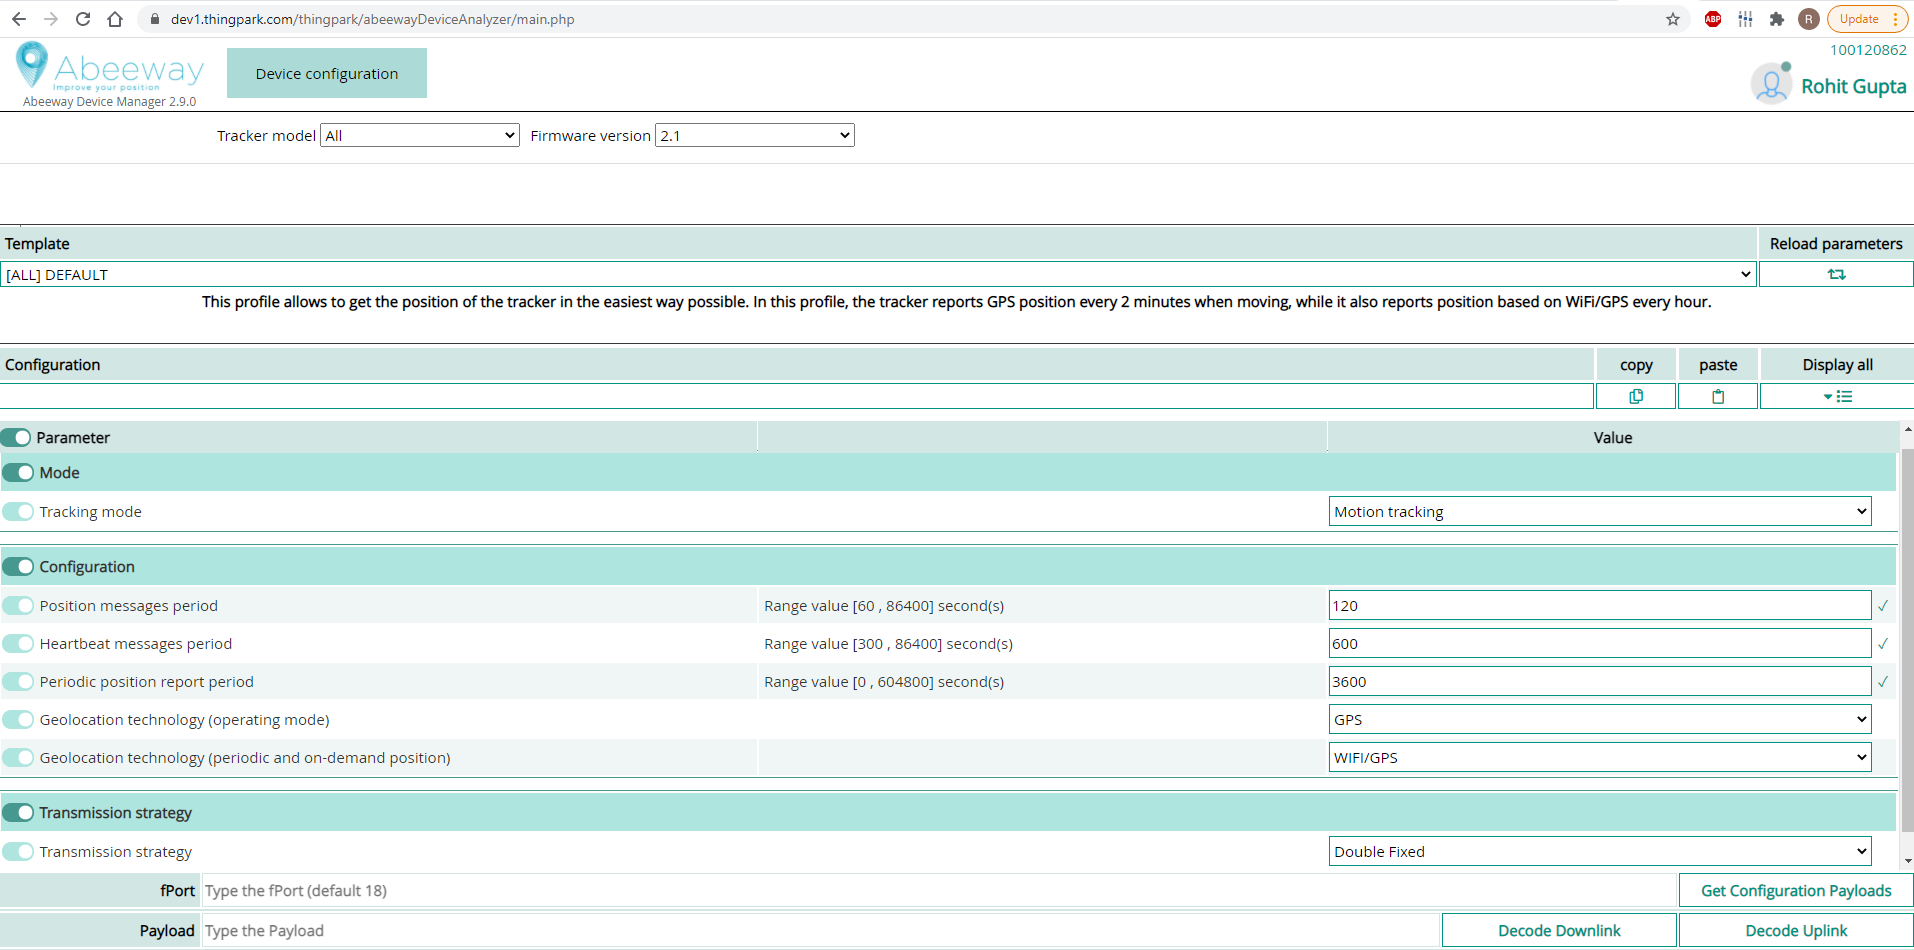 dev1.thingpark.com/thingpark/abeewayDeviceAnalyzer/main.php ABP R Update
Abeeway
Improve your position
Abeeway Device Manager 2.9.0
Device configuration
100120862
Rohit Gupta
Tracker model All Firmware version 2.1
Template Reload parameters
[ALL] DEFAULT
This profile allows to get the position of the tracker in the easiest way possible. In this profile, the tracker reports GPS position every 2 minutes when moving, while it also reports position based on WiFi/GPS every hour.
Configuration copy paste Display all
Parameter Value
Mode
Tracking mode Motion tracking
Configuration
Position messages period Range value [60 , 86400] second(s) 120
Heartbeat messages period Range value [300 , 86400] second(s) 600
Periodic position report period Range value [0 , 604800] second(s) 3600
Geolocation technology (operating mode) GPS
Geolocation technology (periodic and on-demand position) WIFI/GPS
Transmission strategy
Transmission strategy Double Fixed
fPort Type the fPort (default 18) Get Configuration Payloads
Payload Type the Payload Decode Downlink Decode Uplink